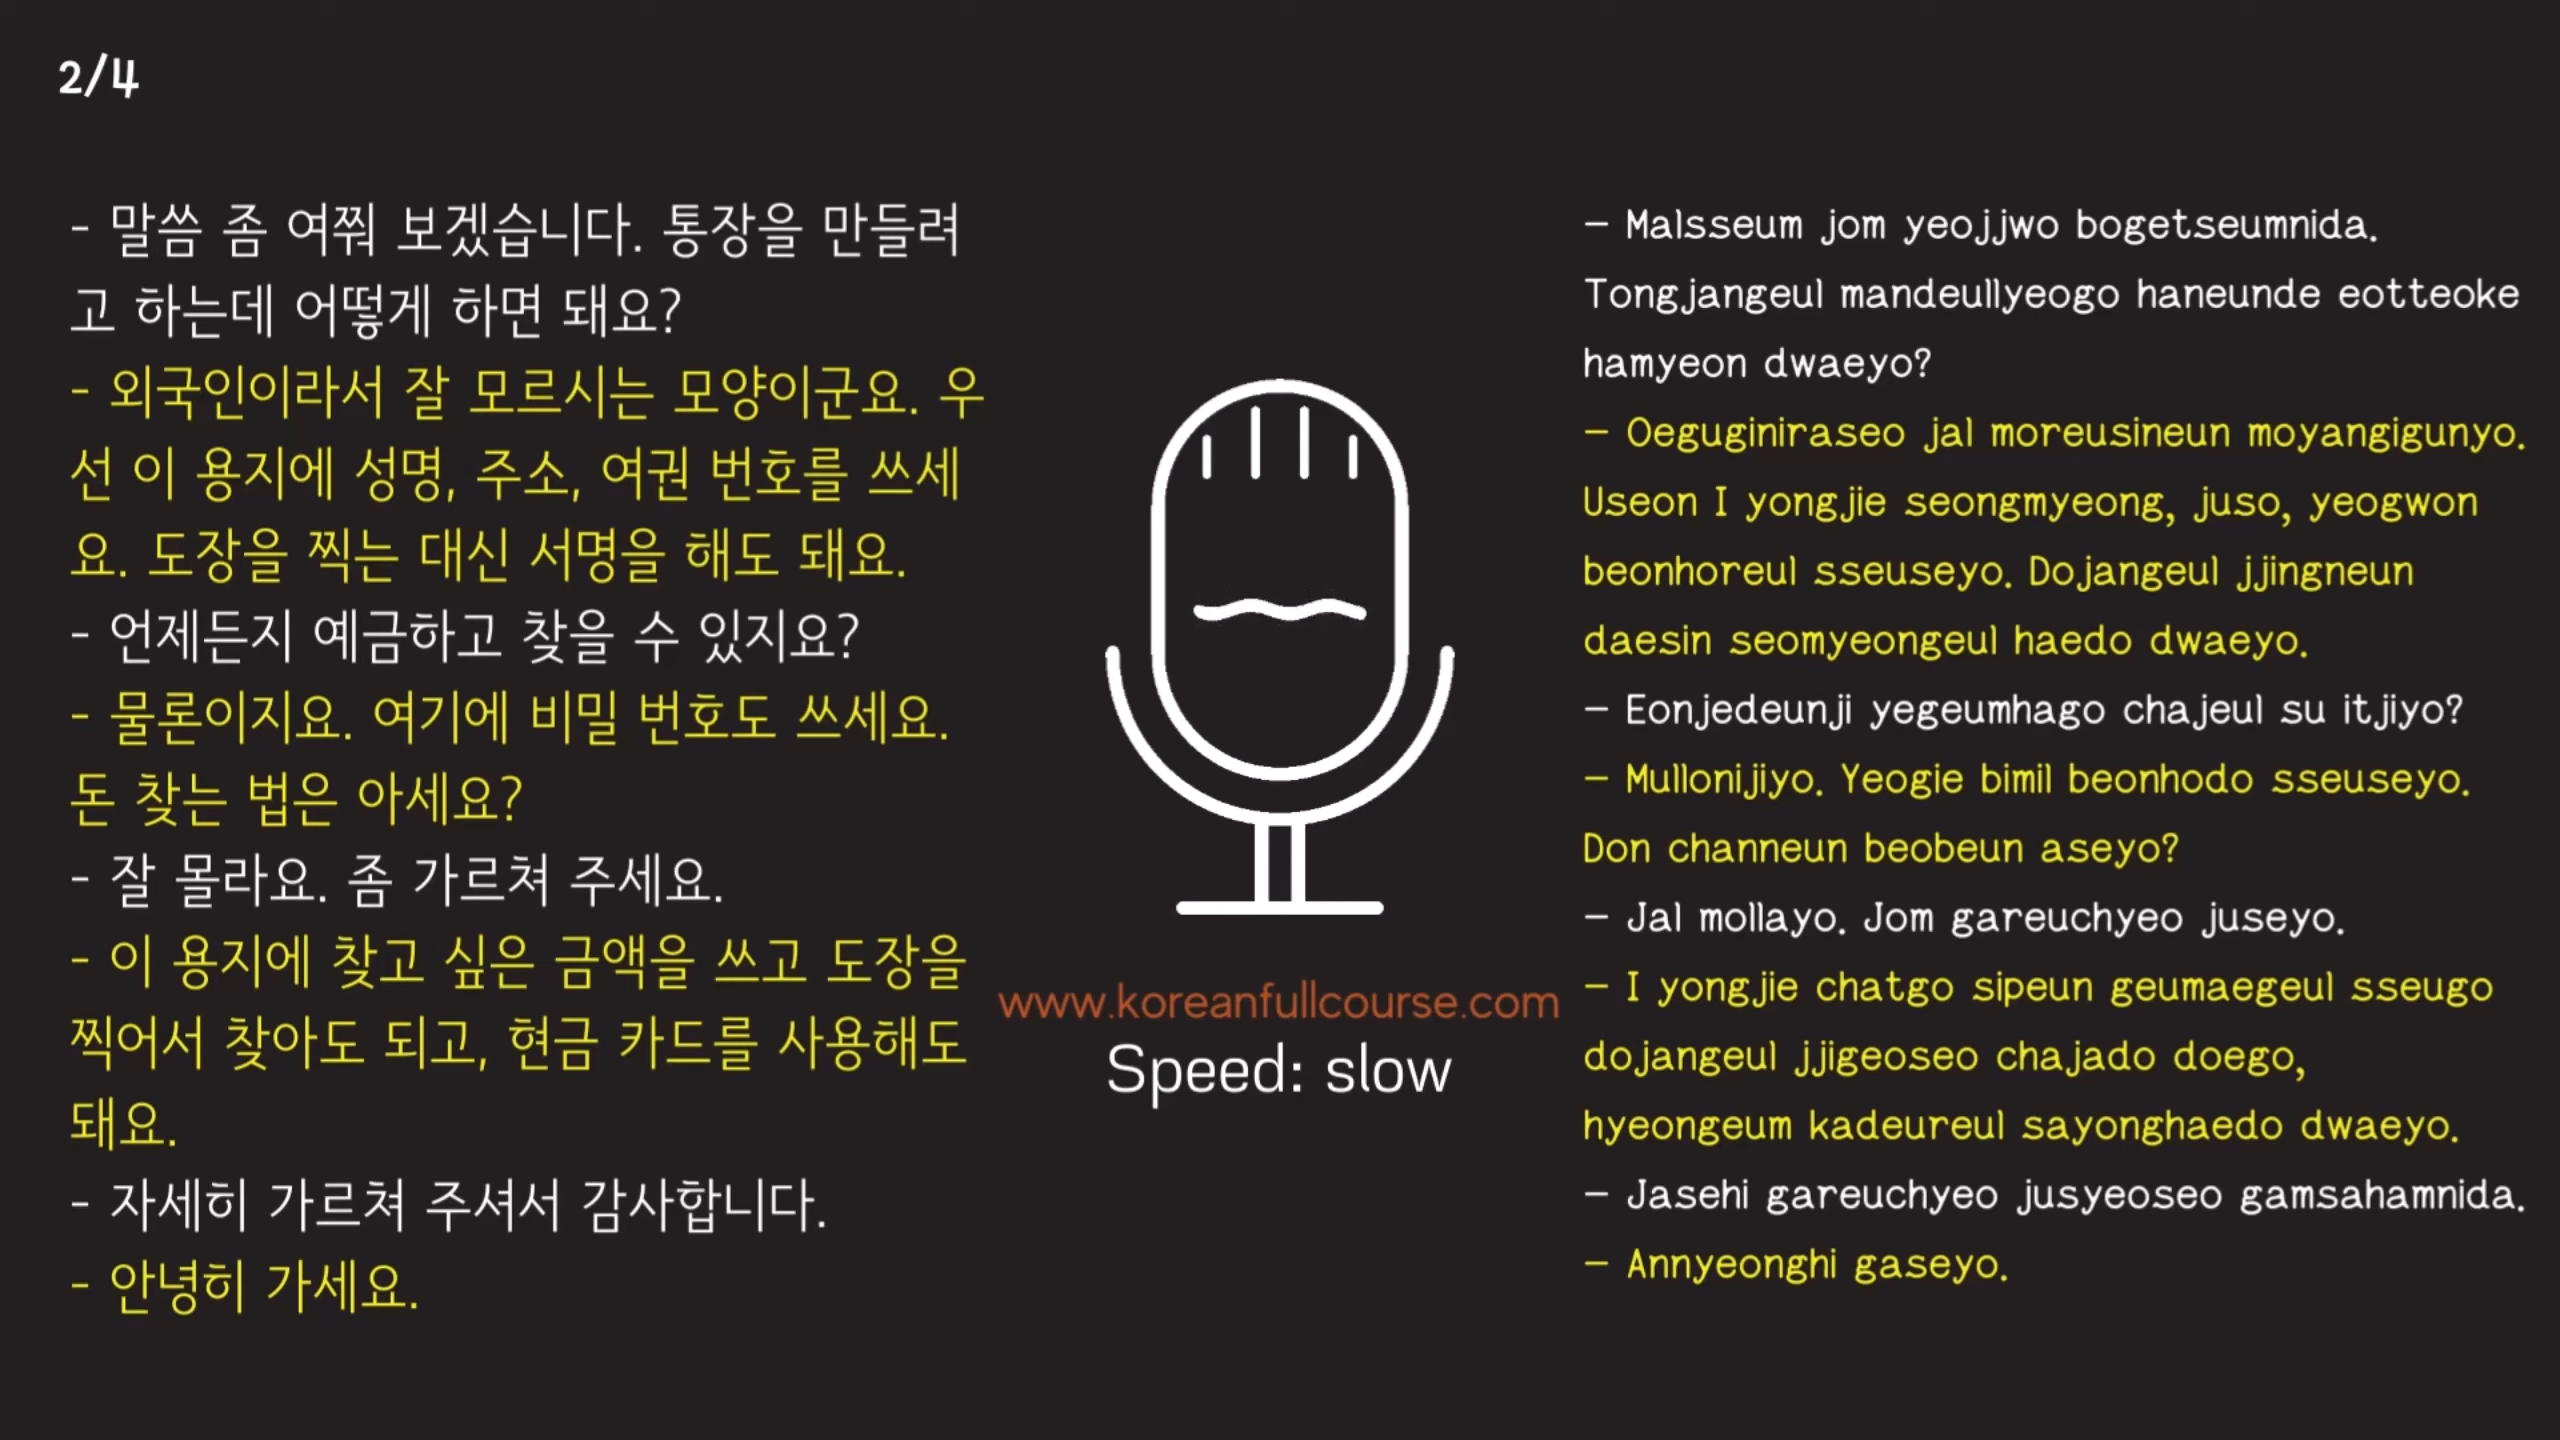 2/4
- 말씀 좀 여쭤 보겠습니다. 통장을 만들려
고 하는데 어떻게 하면 돼요?
- 외국인이라서 잘 모르시는 모양이군요. 우
선 이 용지에 성명, 주소, 여권 번호를 쓰세
요. 도장을 찍는 대신 서명을 해도 돼요.
- 언제든지 예금하고 찾을 수 있지요?
- 물론이지요. 여기에 비밀 번호도 쓰세요.
돈 찾는 법은 아세요?
- 잘 몰라요. 좀 가르쳐 주세요.
- 이 용지에 찾고 싶은 금액을 쓰고 도장을
찍어서 찾아도 되고, 현금 카드를 사용해도
돼요.
- 자세히 가르쳐 주셔서 감사합니다.
- 안녕히 가세요.
www.koreanfullcourse.com
Speed: slow
- Malsseum jom yeojjwo bogetseumnida.
Tongjangeul mandeullyeogo haneunde eotteoke
hamyeon dwaeyo?
- Oeguginiraseo jal moreusineun moyangigunyo.
Useon I yongjie seongmyeong, juso, yeogwon
beonhoreul sseuseyo. Dojangeul jjingneun
daesin seomyeongeul haedo dwaeyo.
- Eonjedeunji yegeumhago chajeul su itjiyo?
- Mullonijiyo. Yeogie bimil beonhodo sseuseyo.
Don channeun beobeun aseyo?
- Jal mollayo. Jom gareuchyeo juseyo.
- I yongjie chatgo sipeun geumaegeul sseugo
dojangeul jjigeoseo chajado doego,
hyeongeum kadeureul sayonghaedo dwaeyo.
- Jasehi gareuchyeo jusyeoseo gamsahamnida.
- Annyeonghi gaseyo.